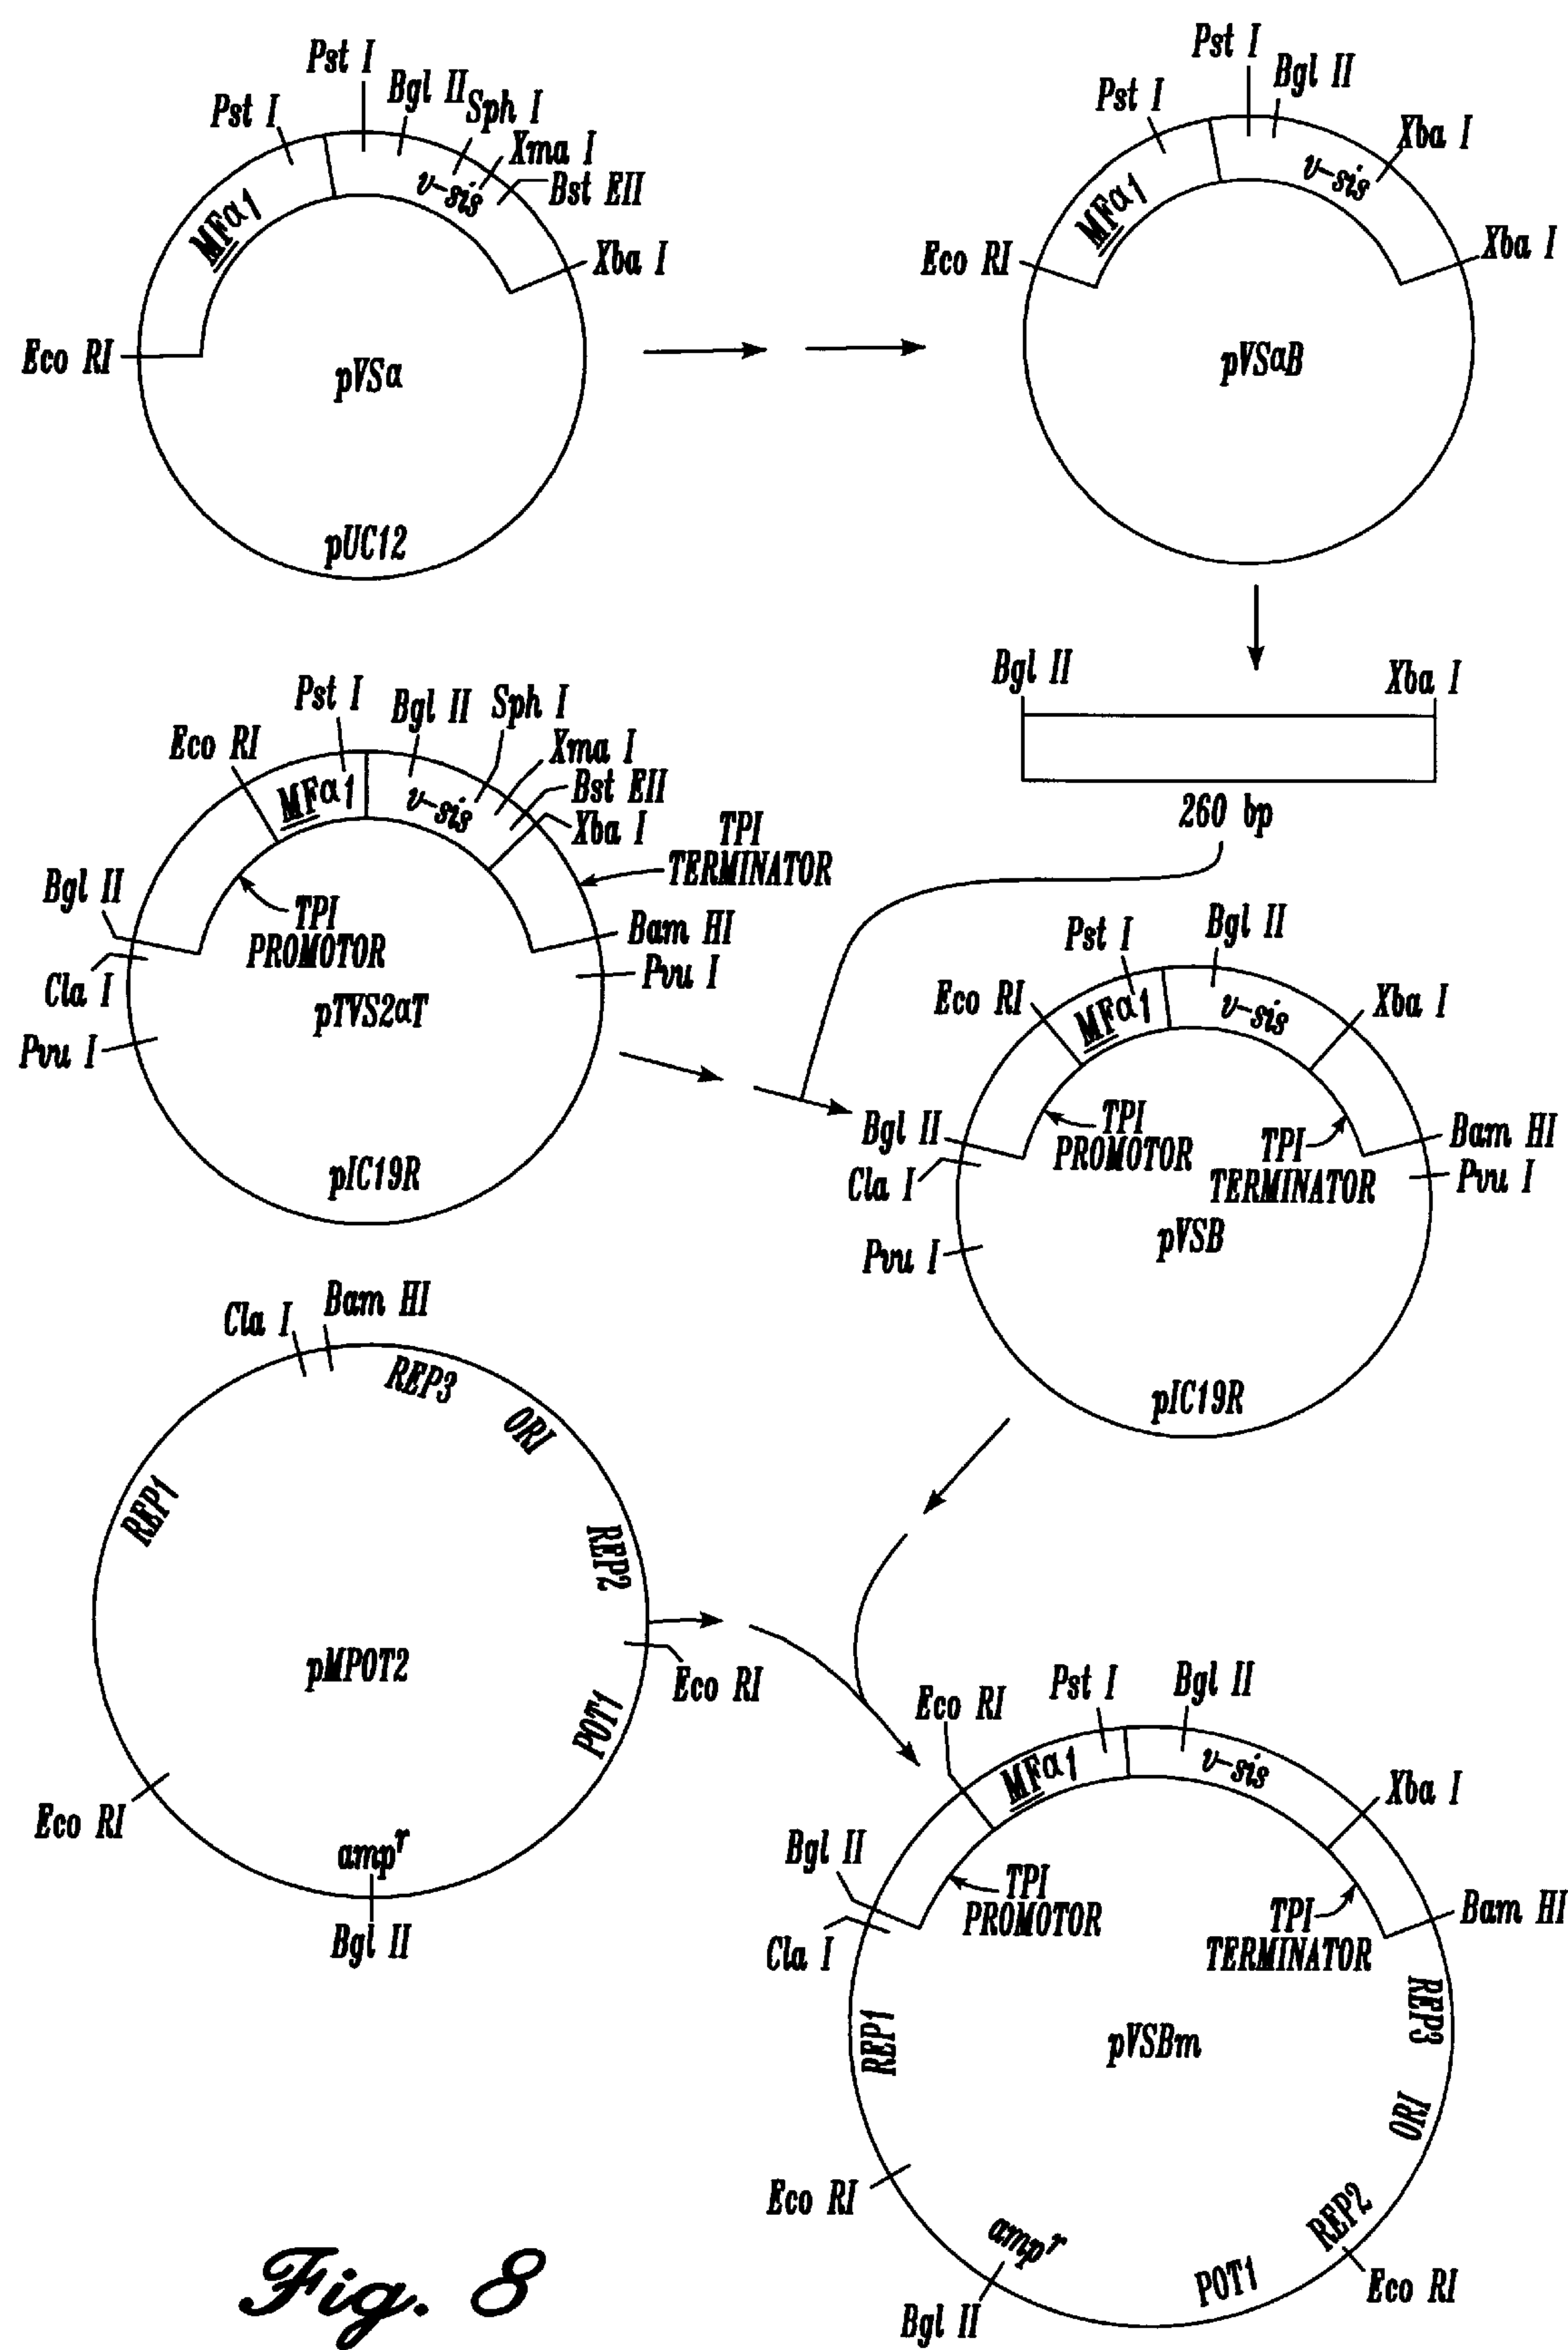 Pst I
Pst I
Bgl II
Sph I
Xma I
Bst EII
Xba I
MFα1
v-sis
Eco RI
pVSα
pUC12
Pst I
Pst I
Bgl II
Xba I
Xba I
MFα1
v-sis
Eco RI
pVSαB
Bgl II
Xba I
260 bp
Pst I
Bgl II
Sph I
Eco RI
Xma I
Bst EII
Xba I
MFα1
v-sis
TPI
TERMINATOR
Bgl II
TPI
PROMOTOR
Bam HI
Cla I
Pvu I
pTVS2αT
Pvu I
pIC19R
Pst I
Bgl II
Eco RI
Xba I
MFα1
v-sis
Bgl II
TPI
PROMOTOR
TPI
TERMINATOR
Bam HI
Cla I
Pvu I
pVSB
Pvu I
pIC19R
Cla I
Bam HI
REP3
ORI
REP1
REP2
pMPOT2
Eco RI
POT1
Eco RI
ampr
Bgl II
Eco RI
Pst I
Bgl II
MFα1
v-sis
Xba I
Bgl II
TPI
PROMOTOR
TPI
TERMINATOR
Bam HI
Cla I
REP1
REP3
pVSBm
ORI
Eco RI
REP2
ampr
POT1
Eco RI
Bgl II
Fig. 8